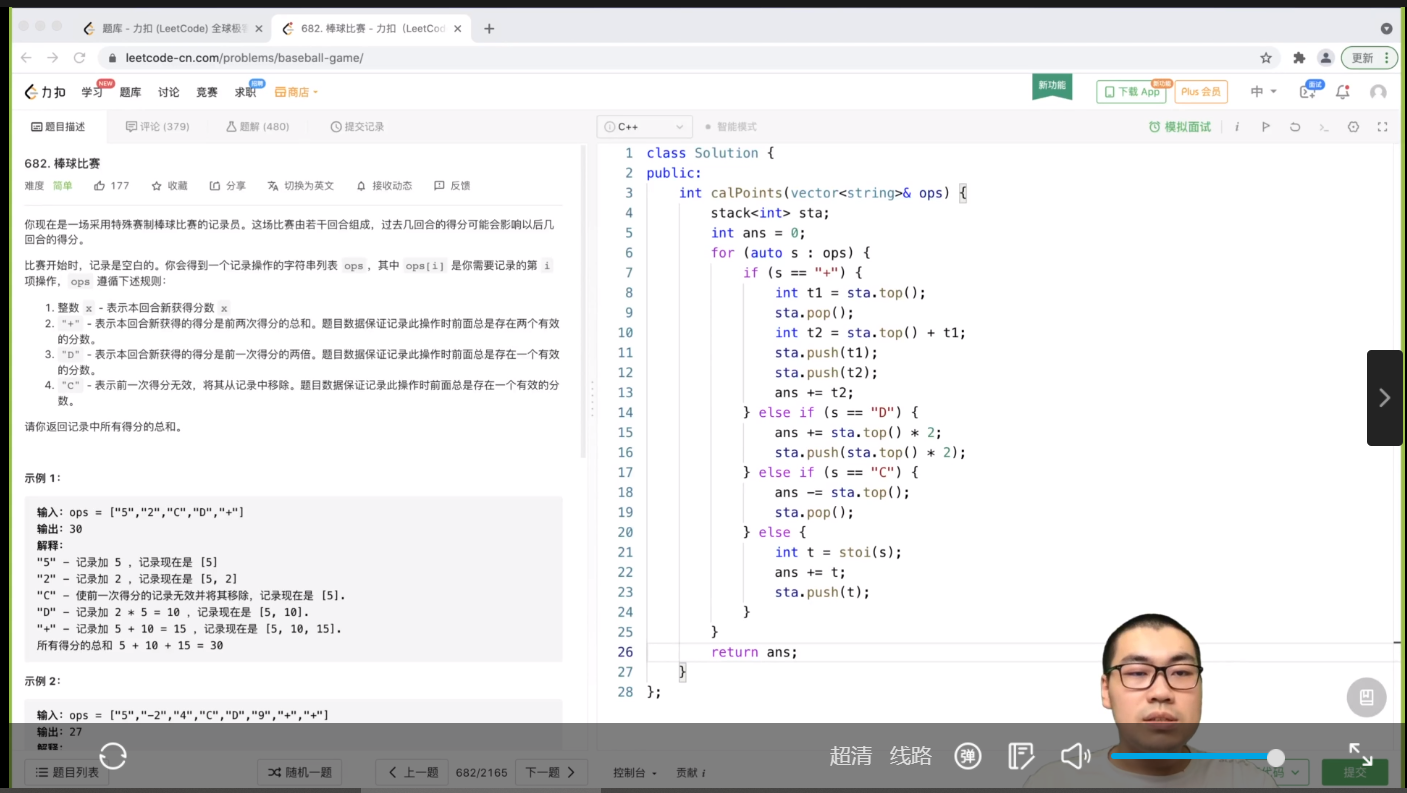 题库 - 力扣 (LeetCode) 全球极
682. 棒球比赛 - 力扣（LeetCod
leetcode-cn.com/problems/baseball-game/
更新
力扣
学习
NEW
题库
讨论
竞赛
求职
招聘
商店
新功能
下载 App
新功能
Plus 会员
中
面试
题目描述
评论 (379)
题解 (480)
提交记录
C++
智能模式
模拟面试
682. 棒球比赛
难度 简单 177 收藏 分享 切换为英文 接收动态 反馈
你现在是一场采用特殊赛制棒球比赛的记录员。这场比赛由若干回合组成，过去几回合的得分可能会影响以后几
回合的得分。
比赛开始时，记录是空白的。你会得到一个记录操作的字符串列表 ops，其中 ops[i] 是你需要记录的第 i
项操作，ops 遵循下述规则：
1. 整数 x - 表示本回合新获得分数 x
2. "+" - 表示本回合新获得的得分是前两次得分的总和。题目数据保证记录此操作时前面总是存在两个有效
的分数。
3. "D" - 表示本回合新获得的得分是前一次得分的两倍。题目数据保证记录此操作时前面总是存在一个有效
的分数。
4. "C" - 表示前一次得分无效，将其从记录中移除。题目数据保证记录此操作时前面总是存在一个有效的分
数。
请你返回记录中所有得分的总和。
示例 1：
输入：ops = ["5","2","C","D","+"]
输出：30
解释：
"5" - 记录加 5 ，记录现在是 [5]
"2" - 记录加 2 ，记录现在是 [5, 2]
"C" - 使前一次得分的记录无效并将其移除，记录现在是 [5].
"D" - 记录加 2 * 5 = 10 ，记录现在是 [5, 10].
"+" - 记录加 5 + 10 = 15 ，记录现在是 [5, 10, 15].
所有得分的总和 5 + 10 + 15 = 30
示例 2：
输入：ops = ["5","-2","4","C","D","9","+","+"]
输出：27
解释：
1 class Solution {
2 public:
3 int calPoints(vector<string>& ops) {
4 stack<int> sta;
5 int ans = 0;
6 for (auto s : ops) {
7 if (s == "+") {
8 int t1 = sta.top();
9 sta.pop();
10 int t2 = sta.top() + t1;
11 sta.push(t1);
12 sta.push(t2);
13 ans += t2;
14 } else if (s == "D") {
15 ans += sta.top() * 2;
16 sta.push(sta.top() * 2);
17 } else if (s == "C") {
18 ans -= sta.top();
19 sta.pop();
20 } else {
21 int t = stoi(s);
22 ans += t;
23 sta.push(t);
24 }
25 }
26 return ans;
27 }
28 };
超清 线路 弹
题目列表
随机一题
上一题
682/2165
下一题
控制台
贡献 i
代码
提交